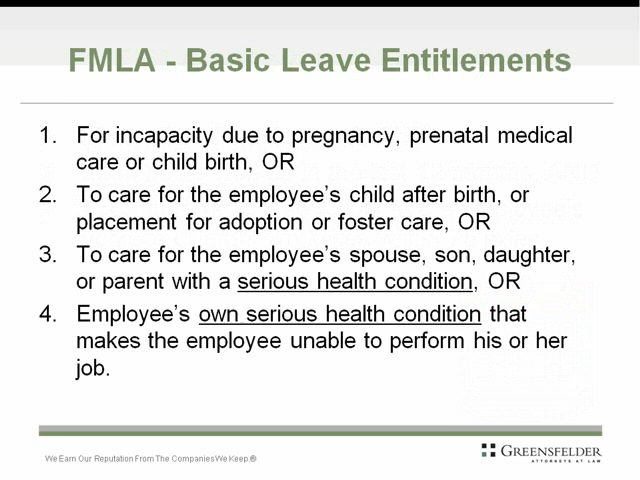 FMLA - Basic Leave Entitlements
1. For incapacity due to pregnancy, prenatal medical
care or child birth, OR
2. To care for the employee's child after birth, or
placement for adoption or foster care, OR
3. To care for the employee's spouse, son, daughter,
or parent with a serious health condition, OR
4. Employee's own serious health condition that
makes the employee unable to perform his or her
job.
We Earn Our Reputation From The Companies We Keep.®
GREENSFELDER
ATTORNEYS AT LAW